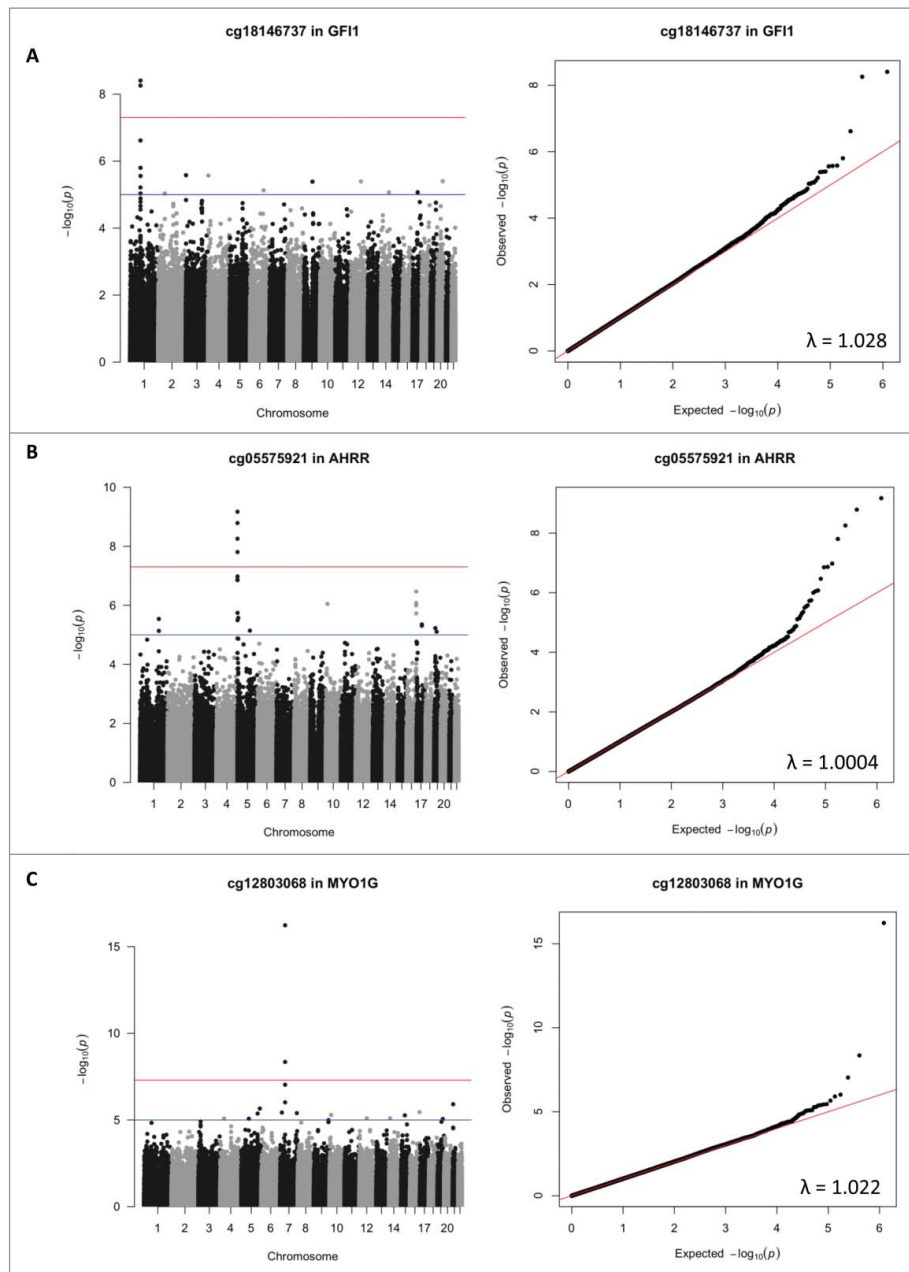 A
cg18146737 in GFI1
8
6
4
2
0
−log10(p)
1 2 3 4 5 6 7 8 10 12 14 17 20
Chromosome
cg18146737 in GFI1
8
6
4
2
0
Observed −log10(p)
λ = 1.028
0 1 2 3 4 5 6
Expected −log10(p)
B
cg05575921 in AHRR
10
8
6
4
2
0
−log10(p)
1 2 3 4 5 6 7 8 10 12 14 17 20
Chromosome
cg05575921 in AHRR
8
6
4
2
0
Observed −log10(p)
λ = 1.0004
0 1 2 3 4 5 6
Expected −log10(p)
C
cg12803068 in MYO1G
15
10
5
0
−log10(p)
1 2 3 4 5 6 7 8 10 12 14 17 20
Chromosome
cg12803068 in MYO1G
15
10
5
0
Observed −log10(p)
λ = 1.022
0 1 2 3 4 5 6
Expected −log10(p)